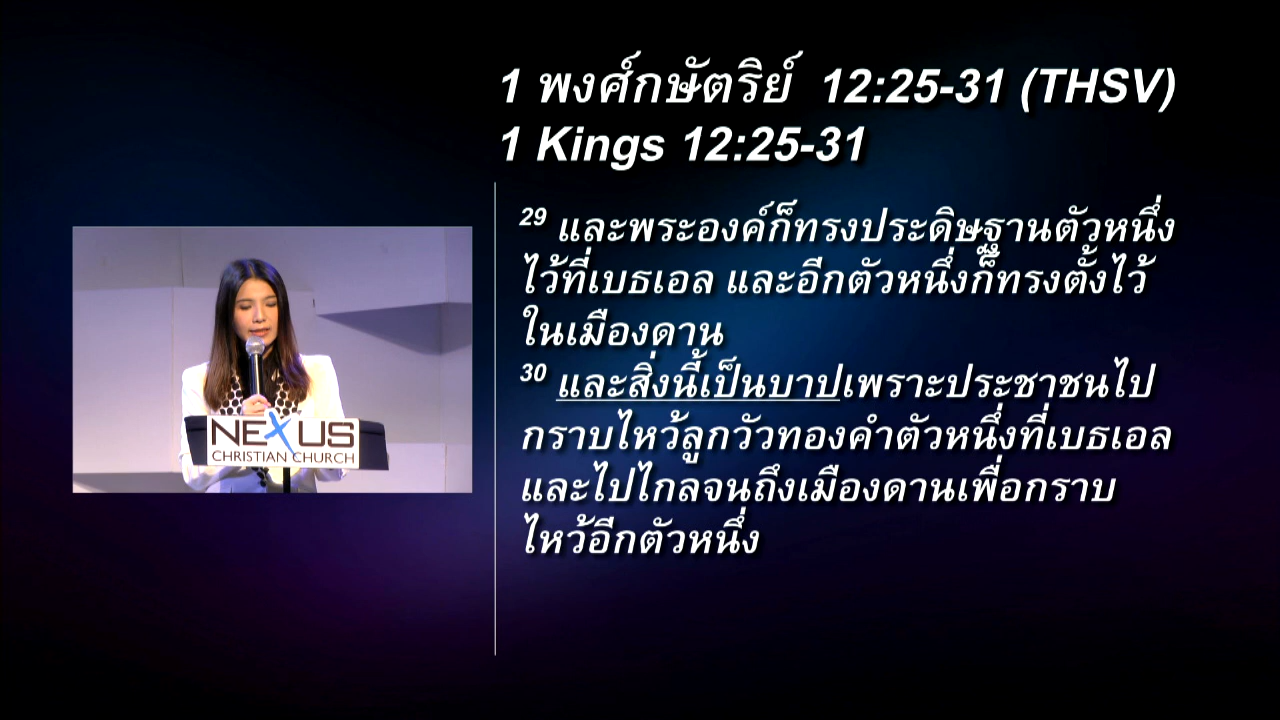 1 พงศ์กษัตริย์ 12:25-31 (THSV)
1 Kings 12:25-31
29 และพระองค์ก็ทรงประดิษฐานตัวหนึ่ง
ไว้ที่เบธเอล และอีกตัวหนึ่งก็ทรงตั้งไว้
ในเมืองดาน
30 และสิ่งนี้เป็นบาปเพราะประชาชนไป
กราบไหว้ลูกวัวทองคำตัวหนึ่งที่เบธเอล
และไปไกลจนถึงเมืองดานเพื่อกราบ
ไหว้อีกตัวหนึ่ง
NEXUS
CHRISTIAN CHURCH